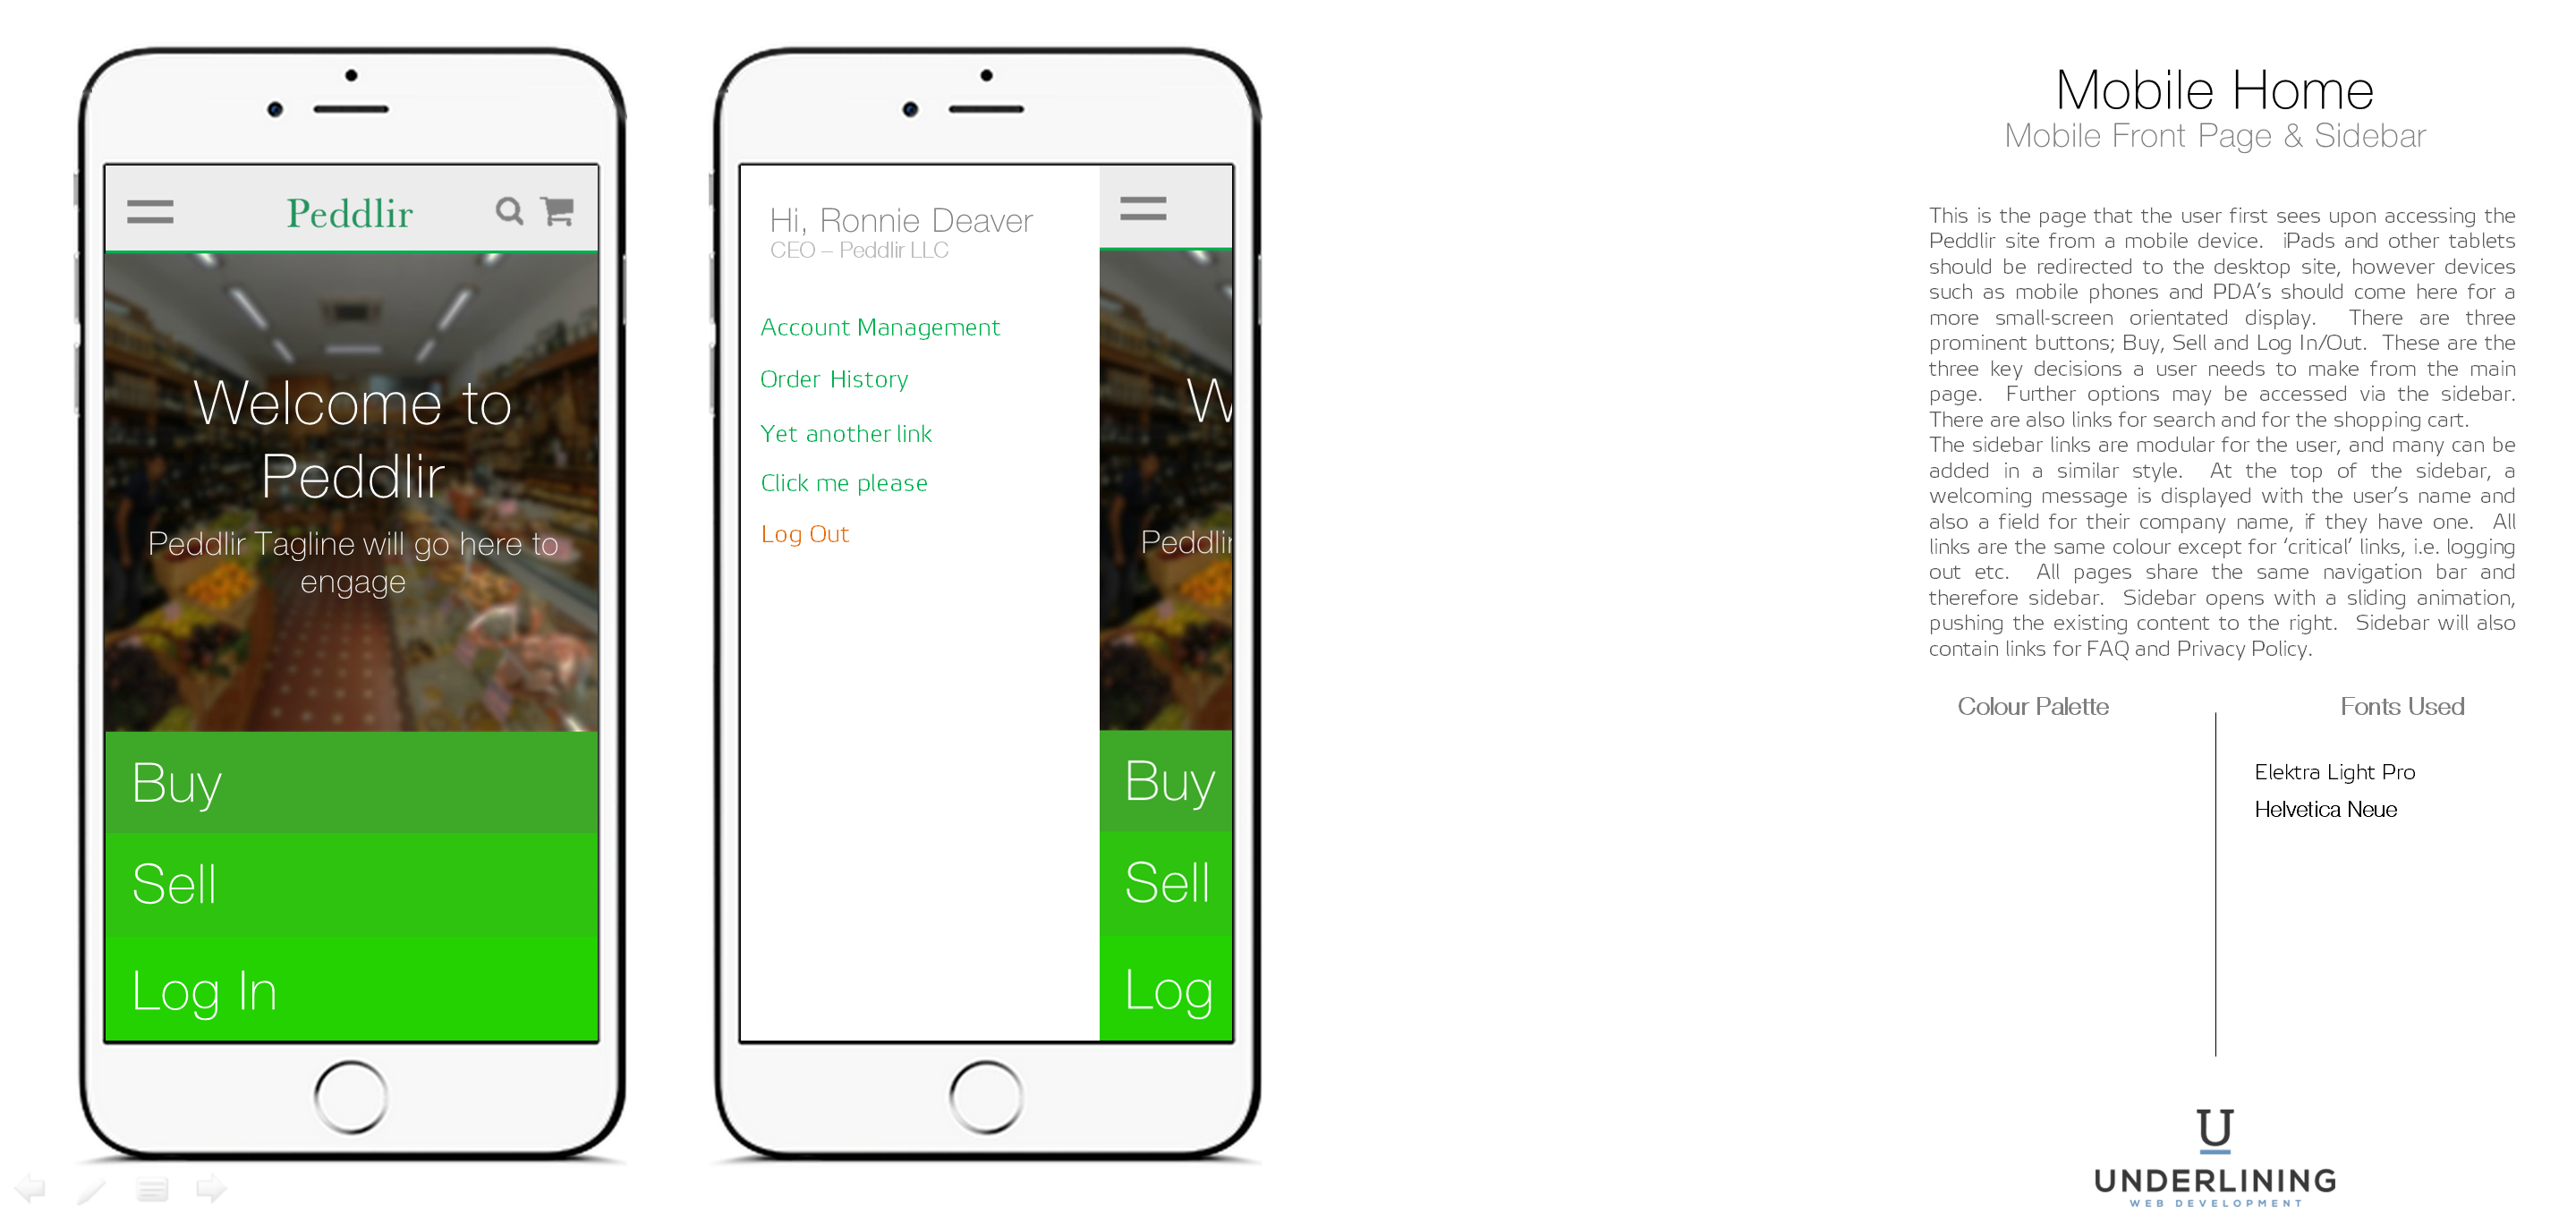 Peddlir
Welcome to
Peddlir
Peddlir Tagline will go here to
engage
Buy
Sell
Log In
Hi, Ronnie Deaver
CEO – Peddlir LLC
Account Management
Order History
Yet another link
Click me please
Log Out
W
Peddlir
Buy
Sell
Log
Mobile Home
Mobile Front Page & Sidebar
This is the page that the user first sees upon accessing the
Peddlir site from a mobile device. iPads and other tablets
should be redirected to the desktop site, however devices
such as mobile phones and PDA’s should come here for a
more small-screen orientated display. There are three
prominent buttons; Buy, Sell and Log In/Out. These are the
three key decisions a user needs to make from the main
page. Further options may be accessed via the sidebar.
There are also links for search and for the shopping cart.
The sidebar links are modular for the user, and many can be
added in a similar style. At the top of the sidebar, a
welcoming message is displayed with the user’s name and
also a field for their company name, if they have one. All
links are the same colour except for ‘critical’ links, i.e. logging
out etc. All pages share the same navigation bar and
therefore sidebar. Sidebar opens with a sliding animation,
pushing the existing content to the right. Sidebar will also
contain links for FAQ and Privacy Policy.
Colour Palette
Fonts Used
Elektra Light Pro
Helvetica Neue
U
UNDERLINING
WEB DEVELOPMENT